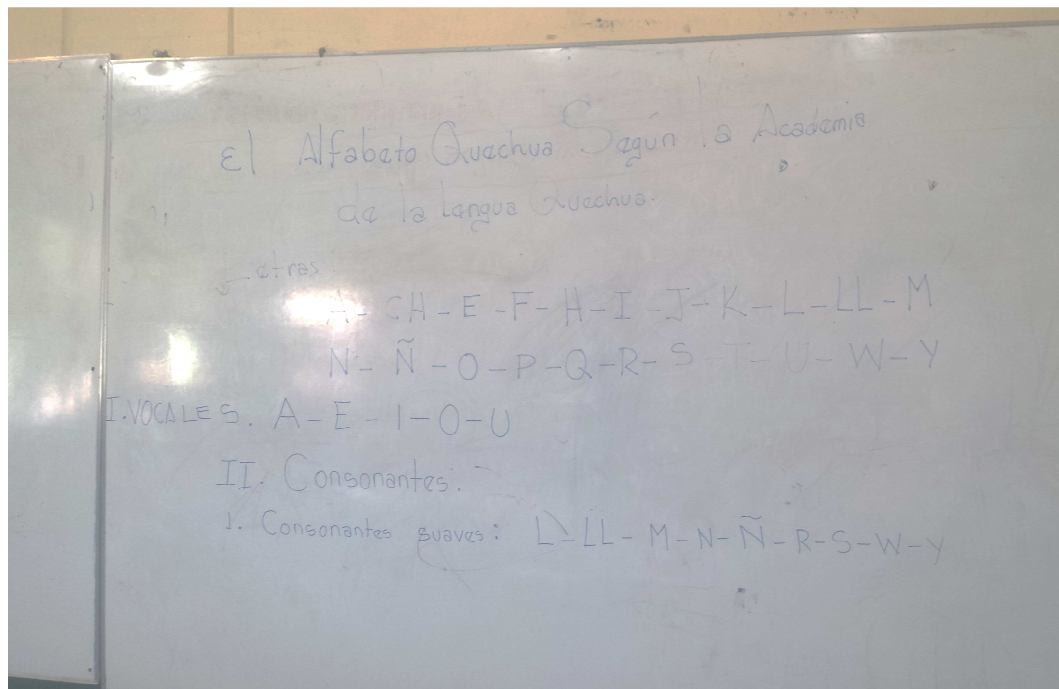 El Alfabeto Quechua Según la Academia
de la Lengua Quechua.
Letras
A - CH - E - F - H - I - J - K - L - LL - M
N - Ñ - O - P - Q - R - S - T - U - W - Y
I. VOCALES. A - E - I - O - U
II. Consonantes:
1. Consonantes suaves: L - LL - M - N - Ñ - R - S - W - Y